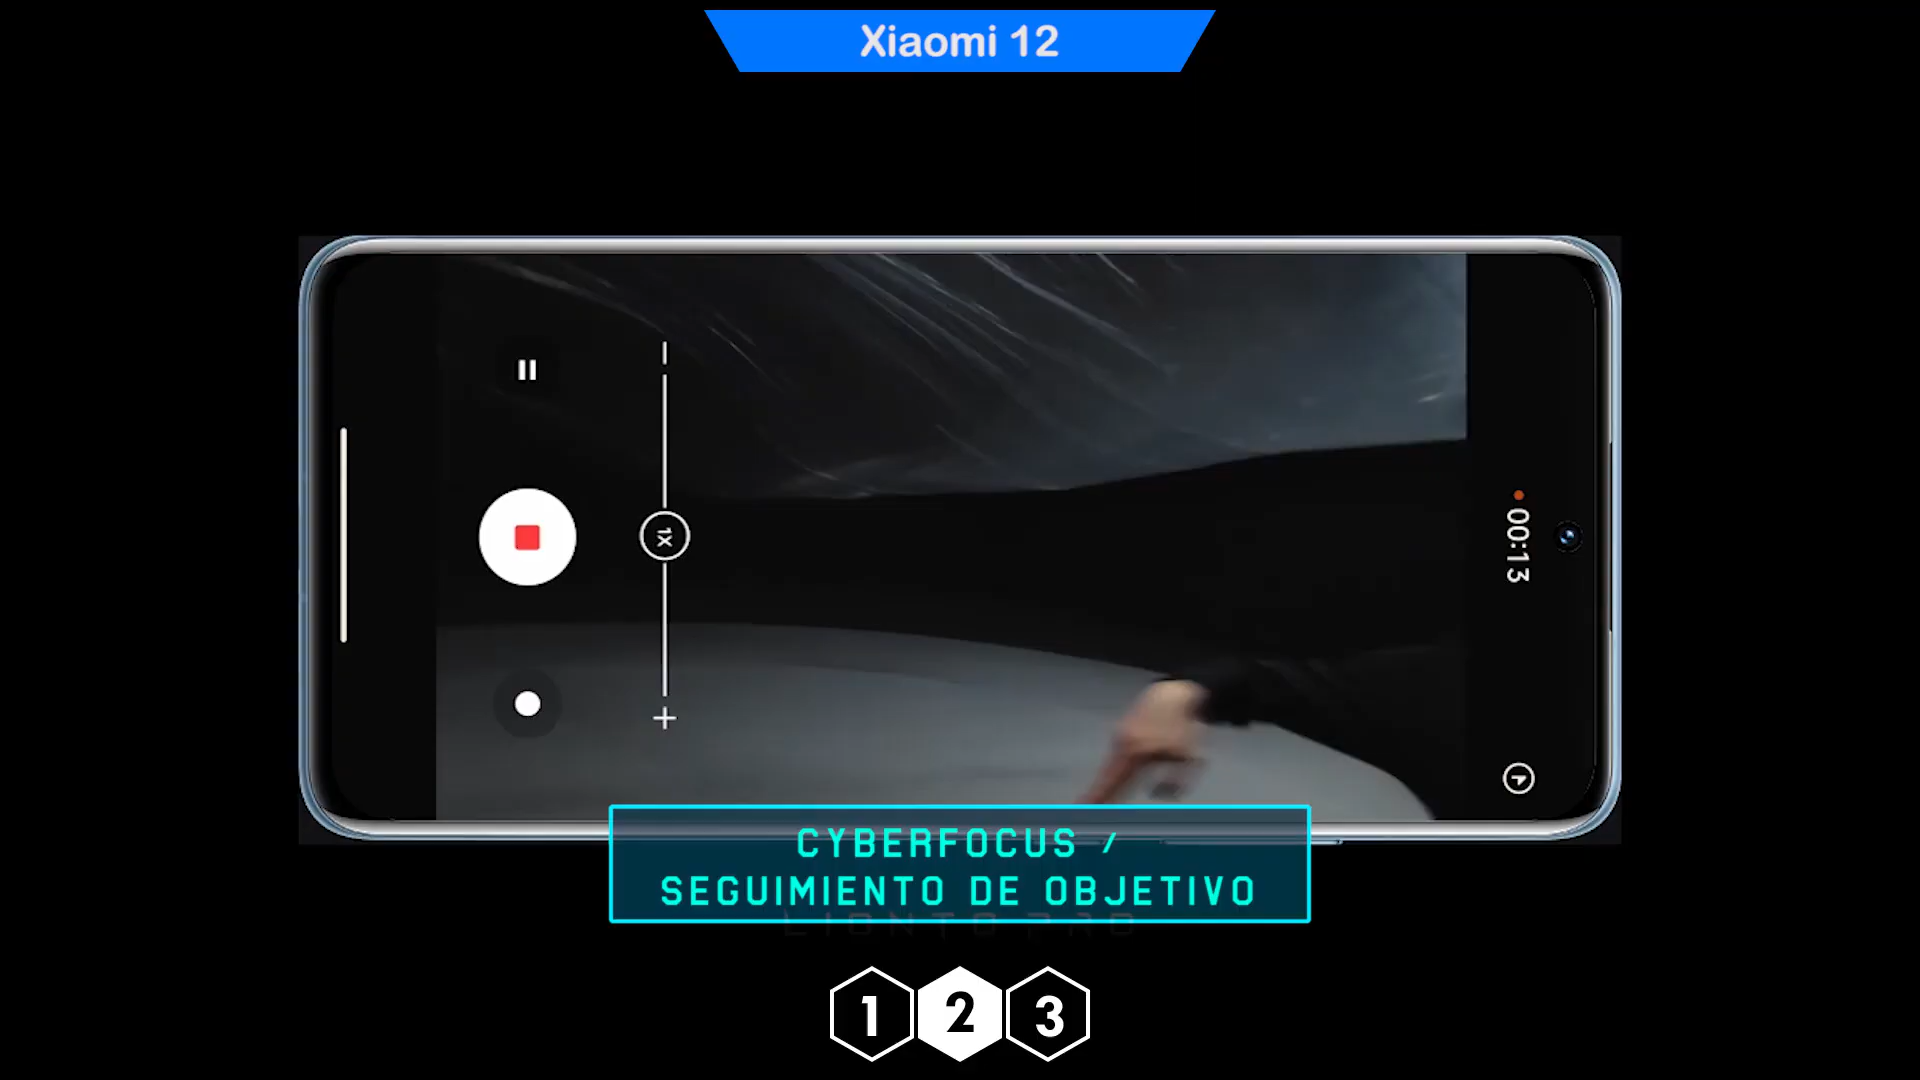 Xiaomi 12
1X
00:13
CYBERFOCUS /
SEGUIMIENTO DE OBJETIVO
1 2 3